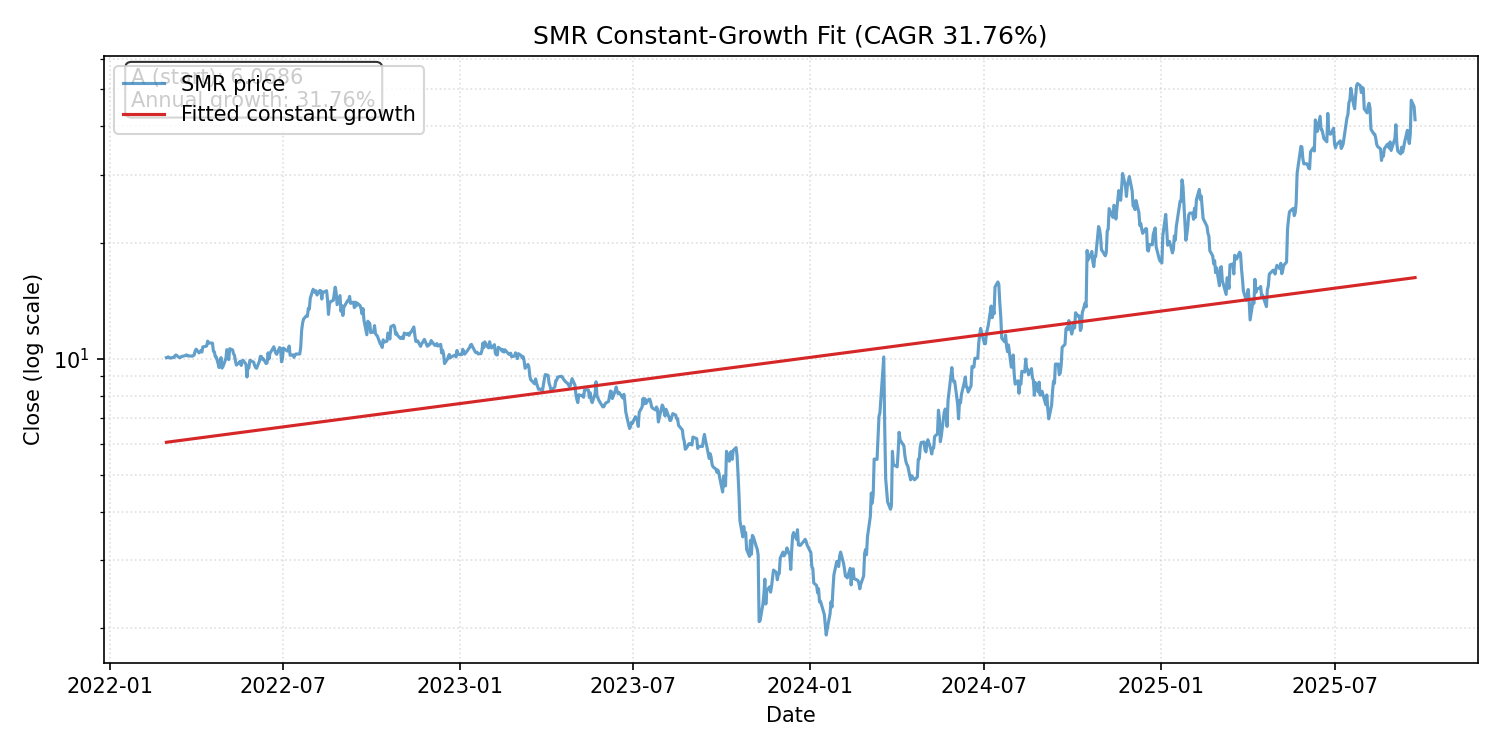 SMR Constant-Growth Fit (CAGR 31.76%)
A (start): 6.0686
Annual growth: 31.76%
SMR price
Fitted constant growth
Close (log scale)
10¹
2022-01
2022-07
2023-01
2023-07
2024-01
2024-07
2025-01
2025-07
Date